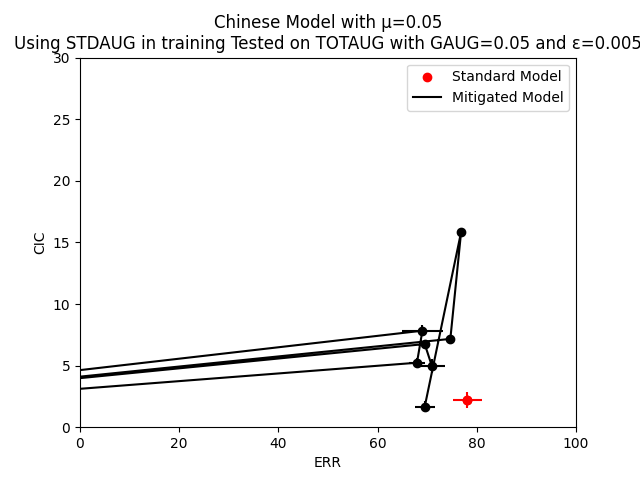 Chinese Model with μ=0.05
Using STDAUG in training Tested on TOTAUG with GAUG=0.05 and ε=0.005
30
25
20
15
10
5
0
CIC
Standard Model
Mitigated Model
0 20 40 60 80 100
ERR